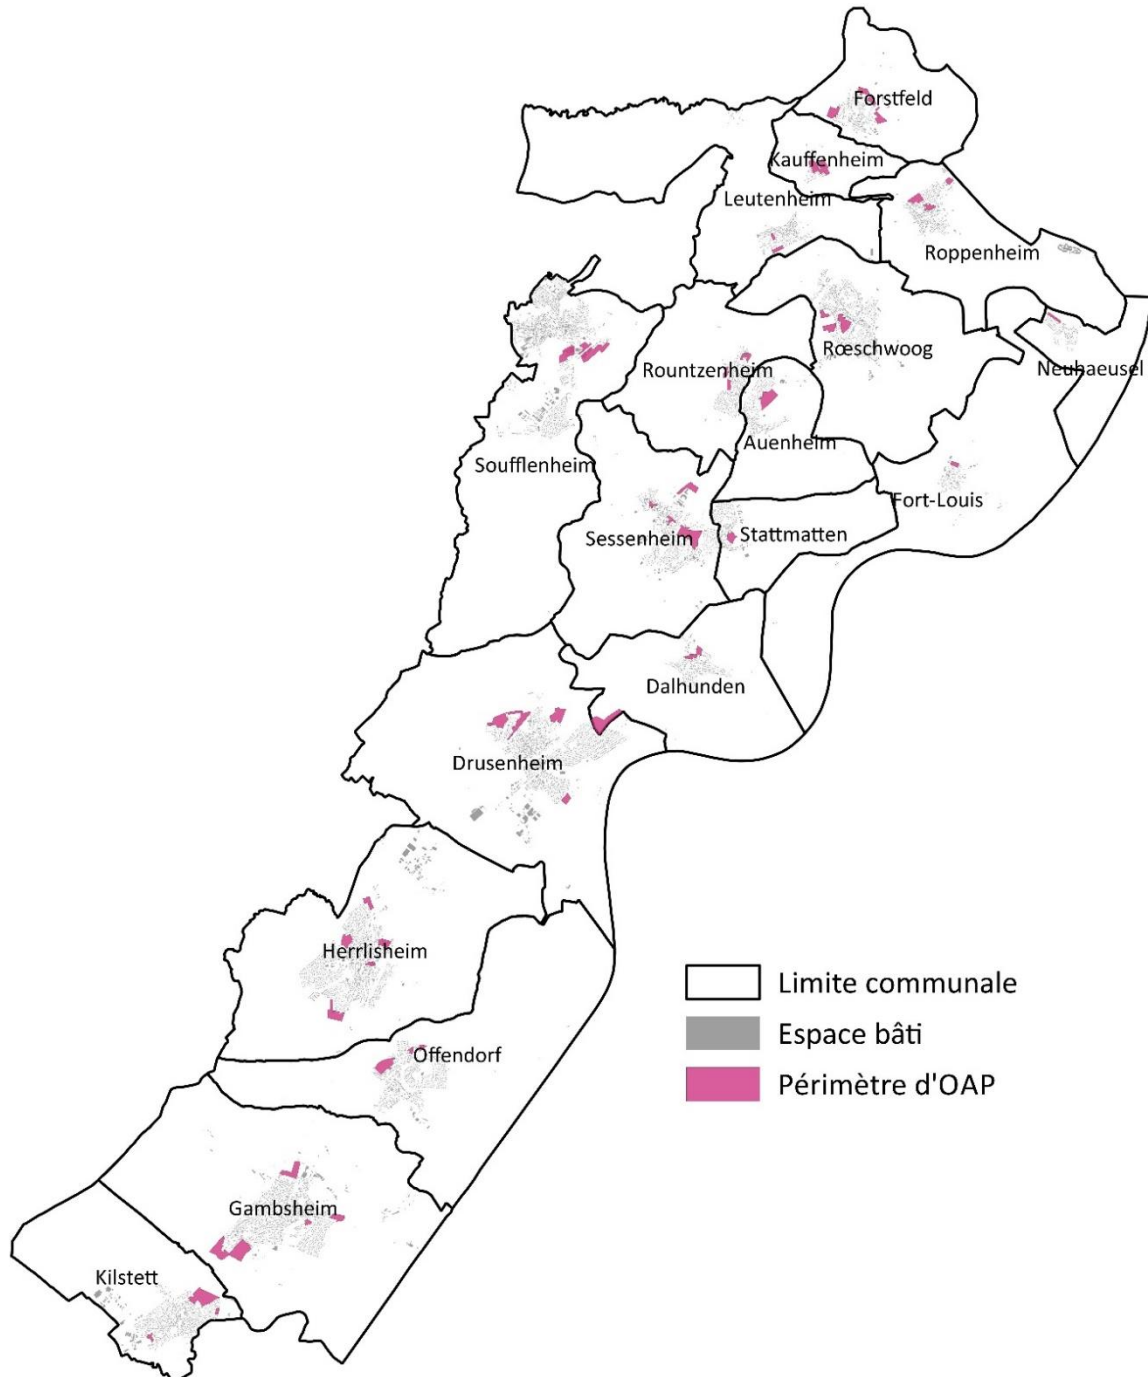 Forstfeld
Kauffenheim
Leutenheim
Roppenheim
Rœschwoog
Rountzenheim
Neuhaeusel
Auenheim
Soufflenheim
Fort-Louis
Sessenheim
Stattmatten
Dalhunden
Drusenheim
Herrlisheim
Offendorf
Gambsheim
Kilstett
Limite communale
Espace bâti
Périmètre d'OAP